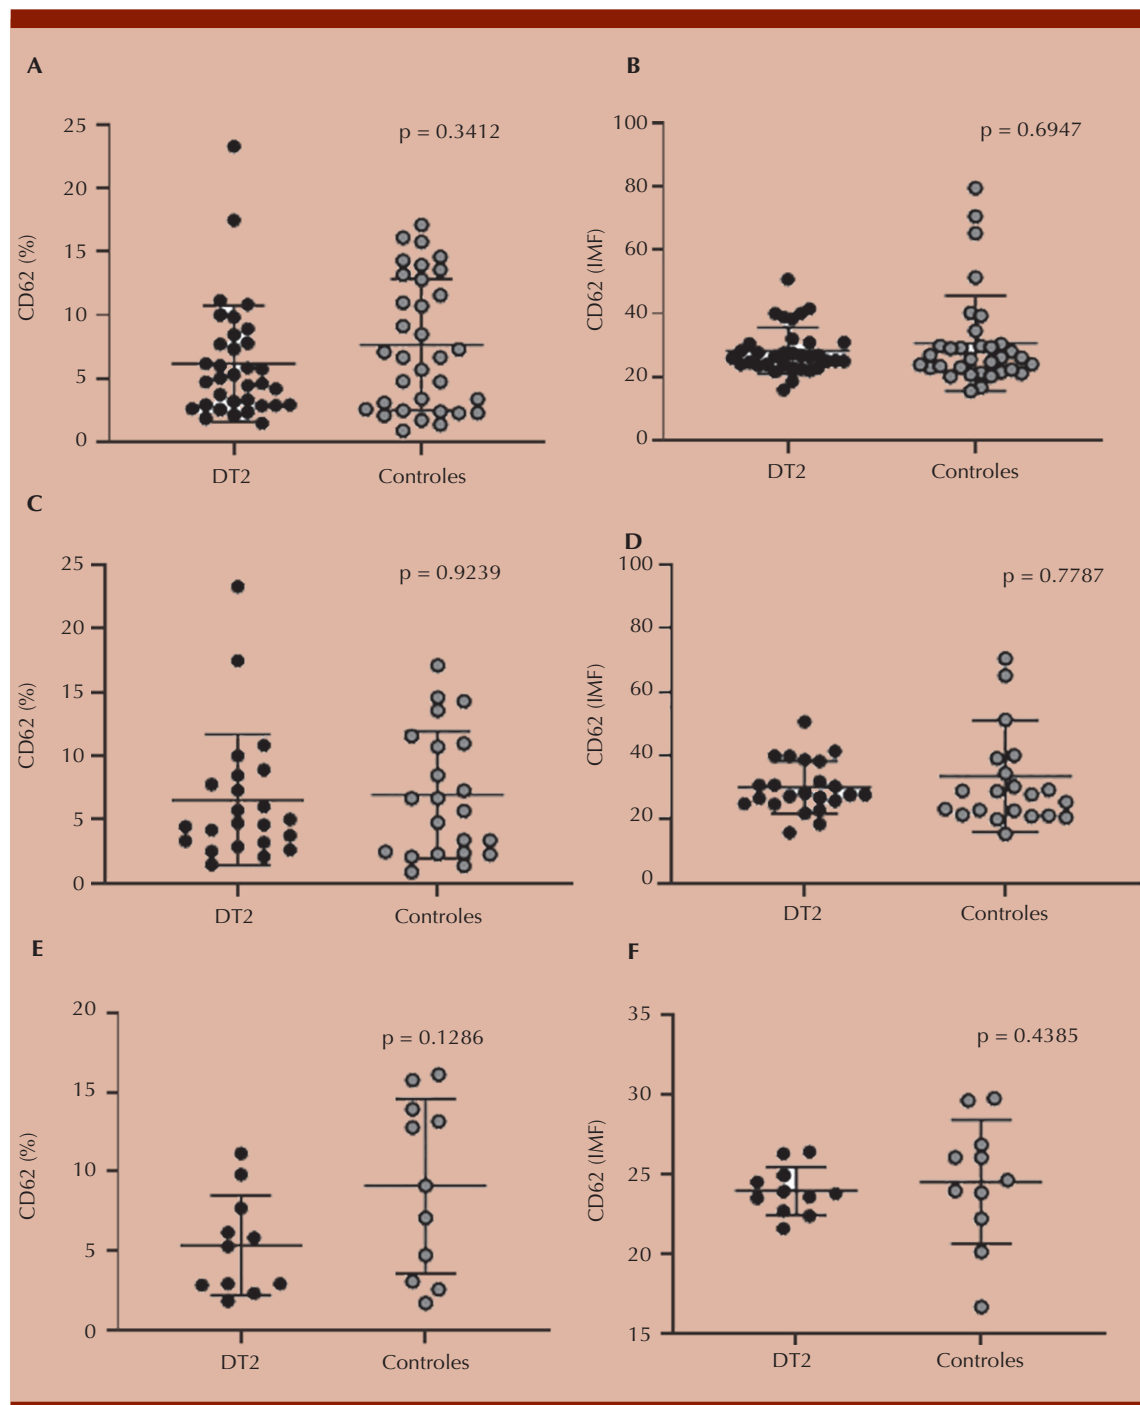 A
CD62 (%)
25
20
15
10
5
0
p = 0.3412
DT2
Controles
B
CD62 (IMF)
100
80
60
40
20
0
p = 0.6947
DT2
Controles
C
CD62 (%)
25
20
15
10
5
0
p = 0.9239
DT2
Controles
D
CD62 (IMF)
100
80
60
40
20
0
p = 0.7787
DT2
Controles
E
CD62 (%)
20
15
10
5
0
p = 0.1286
DT2
Controles
F
CD62 (IMF)
35
30
25
20
15
p = 0.4385
DT2
Controles